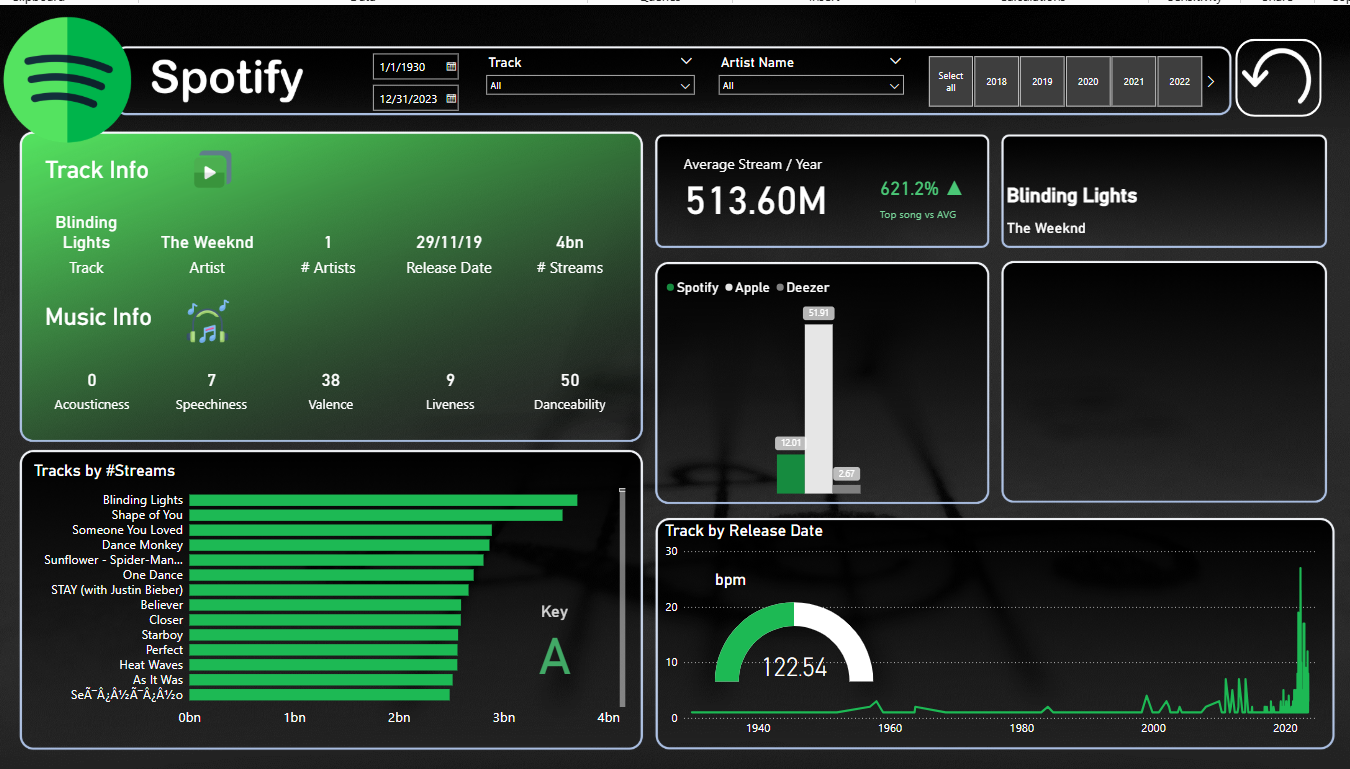 Spotify
1/1/1930
12/31/2023
Track
All
Artist Name
All
Select all
2018
2019
2020
2021
2022
Track Info
Blinding Lights
Track
The Weeknd
Artist
1
# Artists
29/11/19
Release Date
4bn
# Streams
Music Info
0
Acousticness
7
Speechiness
38
Valence
9
Liveness
50
Danceability
Average Stream / Year
513.60M
621.2%
Top song vs AVG
Blinding Lights
The Weeknd
Spotify
Apple
Deezer
51.91
12.01
2.67
Tracks by #Streams
Blinding Lights
Shape of You
Someone You Loved
Dance Monkey
Sunflower - Spider-Man...
One Dance
STAY (with Justin Bieber)
Believer
Closer
Starboy
Perfect
Heat Waves
As It Was
SeÃ¯Â¿Â½Ã¯Â¿Â½o
0bn
1bn
2bn
3bn
4bn
Key
A
Track by Release Date
30
20
10
0
bpm
122.54
1940
1960
1980
2000
2020